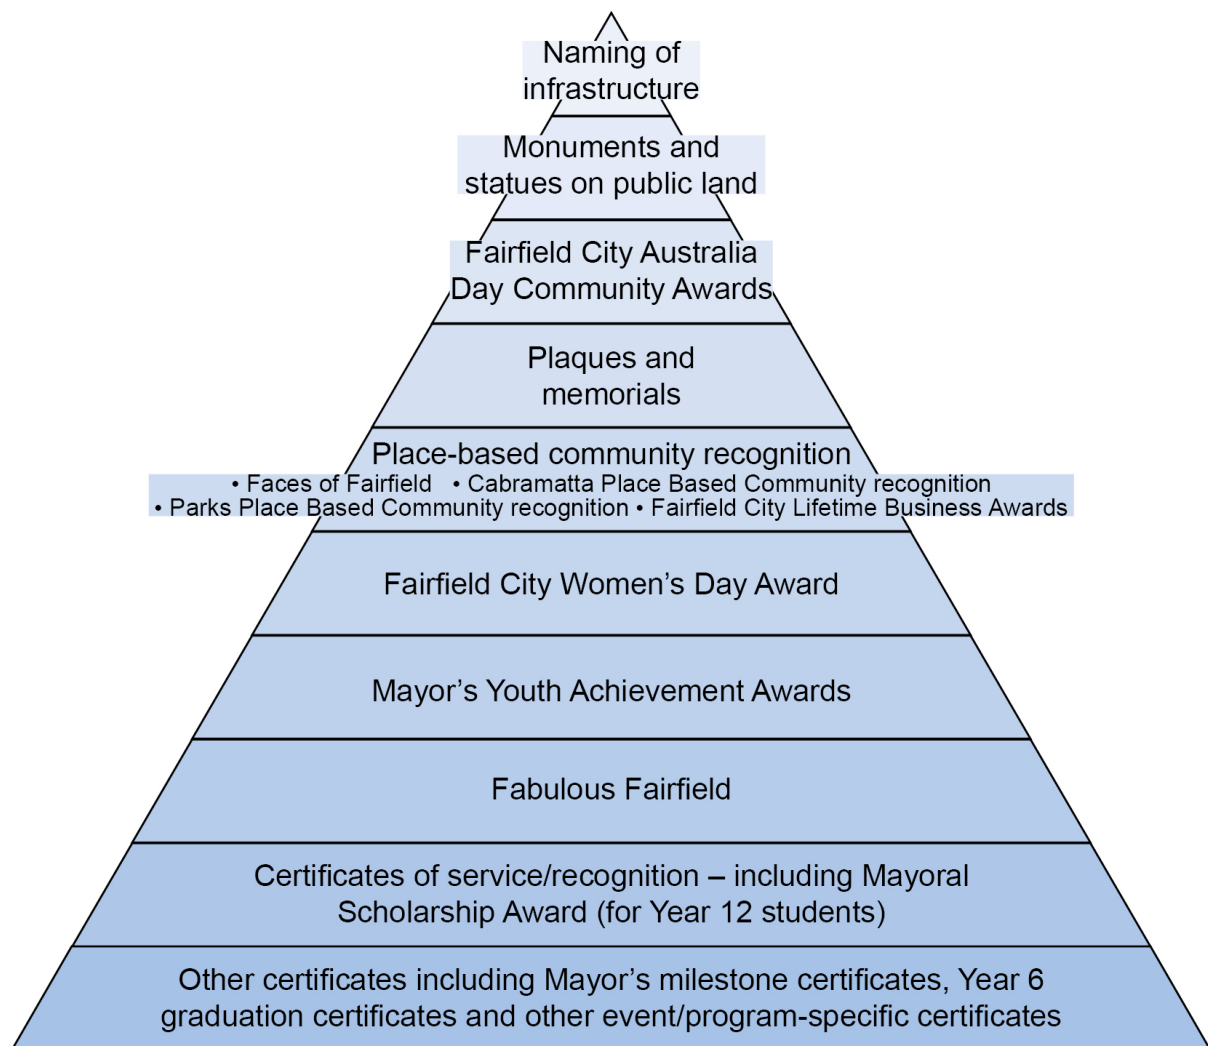 Naming of
infrastructure
Monuments and
statues on public land
Fairfield City Australia
Day Community Awards
Plaques and
memorials
Place-based community recognition
• Faces of Fairfield • Cabramatta Place Based Community recognition
• Parks Place Based Community recognition • Fairfield City Lifetime Business Awards
Fairfield City Women’s Day Award
Mayor’s Youth Achievement Awards
Fabulous Fairfield
Certificates of service/recognition – including Mayoral
Scholarship Award (for Year 12 students)
Other certificates including Mayor’s milestone certificates, Year 6
graduation certificates and other event/program-specific certificates